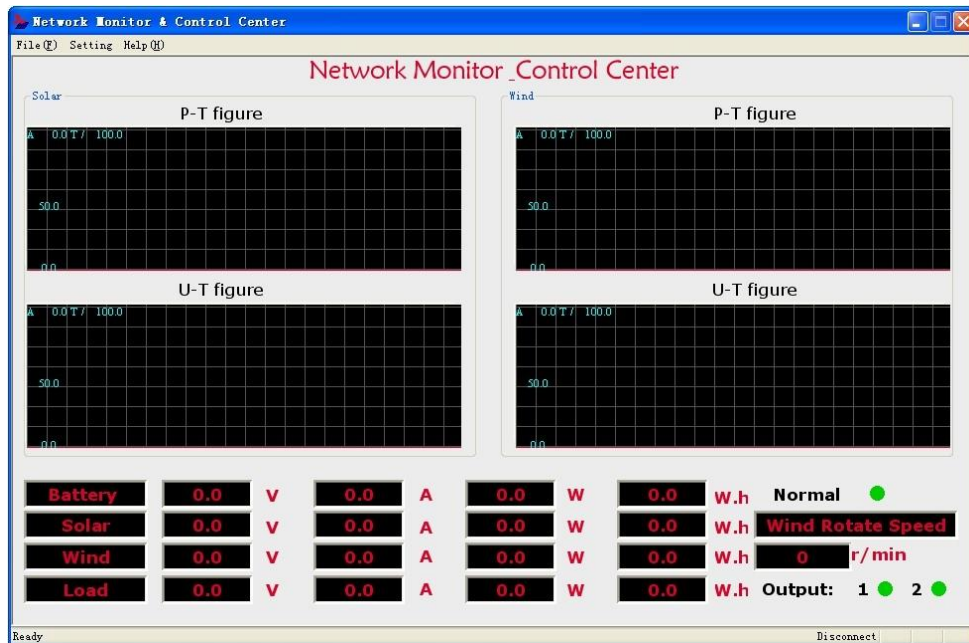 Network Monitor & Control Center
File(F) Setting Help(H)
Network Monitor_Control Center
Solar
P-T figure
A 0.0 T / 100.0
50.0
0.0
U-T figure
A 0.0 T / 100.0
50.0
0.0
Wind
P-T figure
A 0.0 T / 100.0
50.0
0.0
U-T figure
A 0.0 T / 100.0
50.0
0.0
Battery 0.0 V 0.0 A 0.0 W 0.0 W.h Normal
Solar 0.0 V 0.0 A 0.0 W 0.0 W.h Wind Rotate Speed
Wind 0.0 V 0.0 A 0.0 W 0.0 W.h 0 r/min
Load 0.0 V 0.0 A 0.0 W 0.0 W.h Output: 1 2
Ready Disconnect